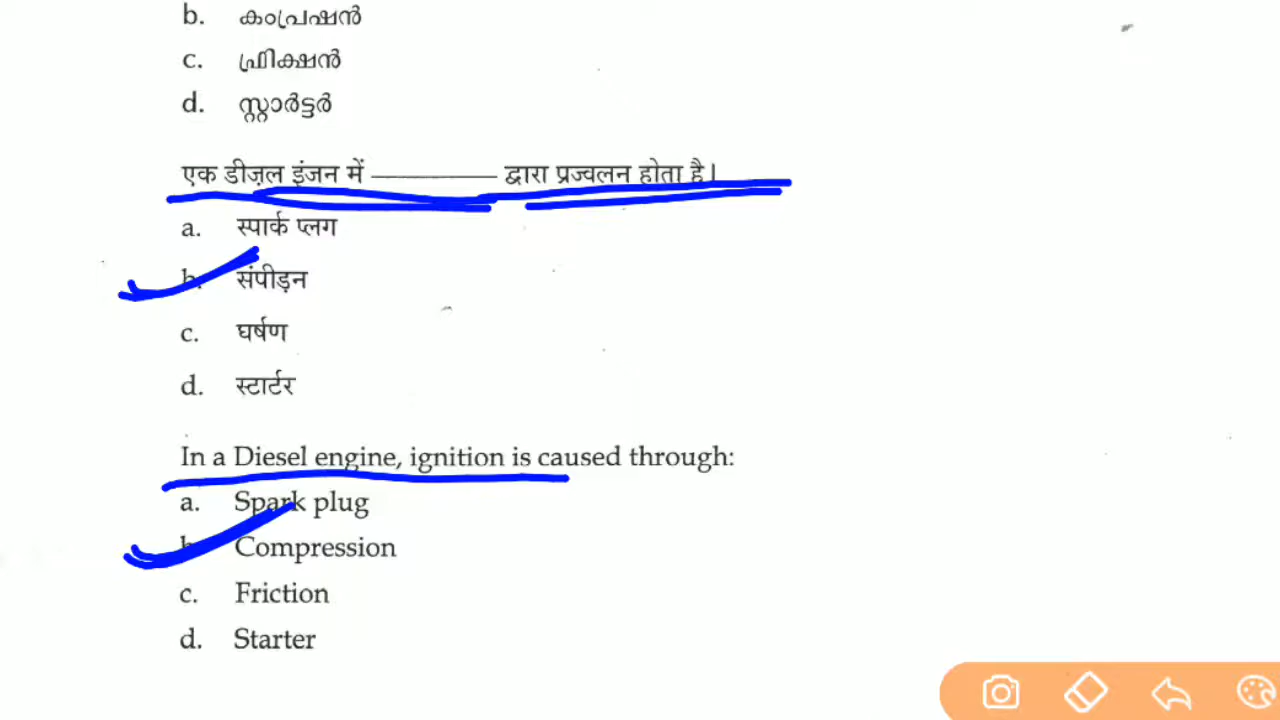 b. കംപ്രഷൻ
c. ഫ്രിക്ഷൻ
d. സ്റ്റാർട്ടർ
एक डीज़ल इंजन में ________ द्वारा प्रज्वलन होता है।
a. स्पार्क प्लग
b. संपीड़न
c. घर्षण
d. स्टार्टर
In a Diesel engine, ignition is caused through:
a. Spark plug
b. Compression
c. Friction
d. Starter